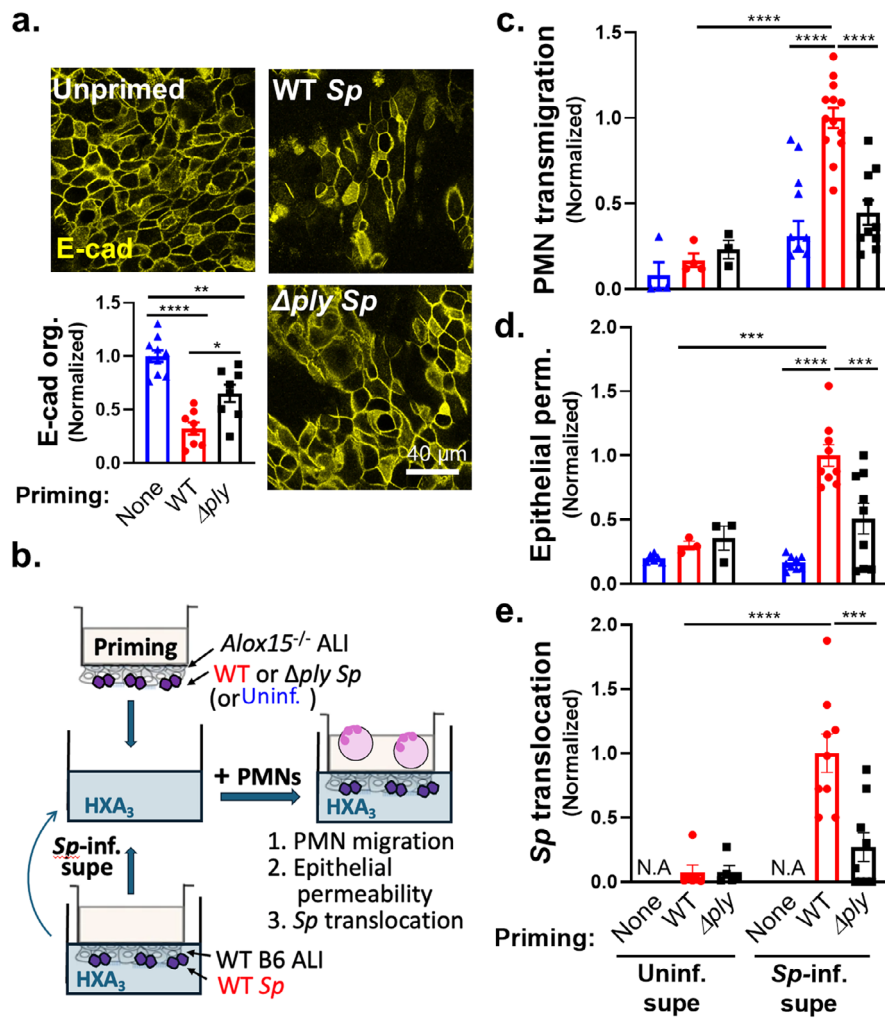 a.
Unprimed
E-cad
WT Sp
Δply Sp
40 µm
E-cad org.
(Normalized)
1.5
1.0
0.5
0.0
**
****
*
Priming:
None
WT
Δply
b.
Priming
Alox15-/- ALI
WT or Δply Sp
(or Uninf. )
HXA3
+ PMNs
HXA3
Sp-inf.
supe
1. PMN migration
2. Epithelial
permeability
3. Sp translocation
HXA3
WT B6 ALI
WT Sp
c.
PMN transmigration
(Normalized)
1.5
1.0
0.5
0.0
****
**** ****
d.
Epithelial perm.
(Normalized)
2.0
1.5
1.0
0.5
0.0
***
**** ***
e.
Sp translocation
(Normalized)
2.0
1.5
1.0
0.5
0.0
****
***
N.A N.A
Priming:
None WT Δply None WT Δply
Uninf. supe
Sp-inf. supe